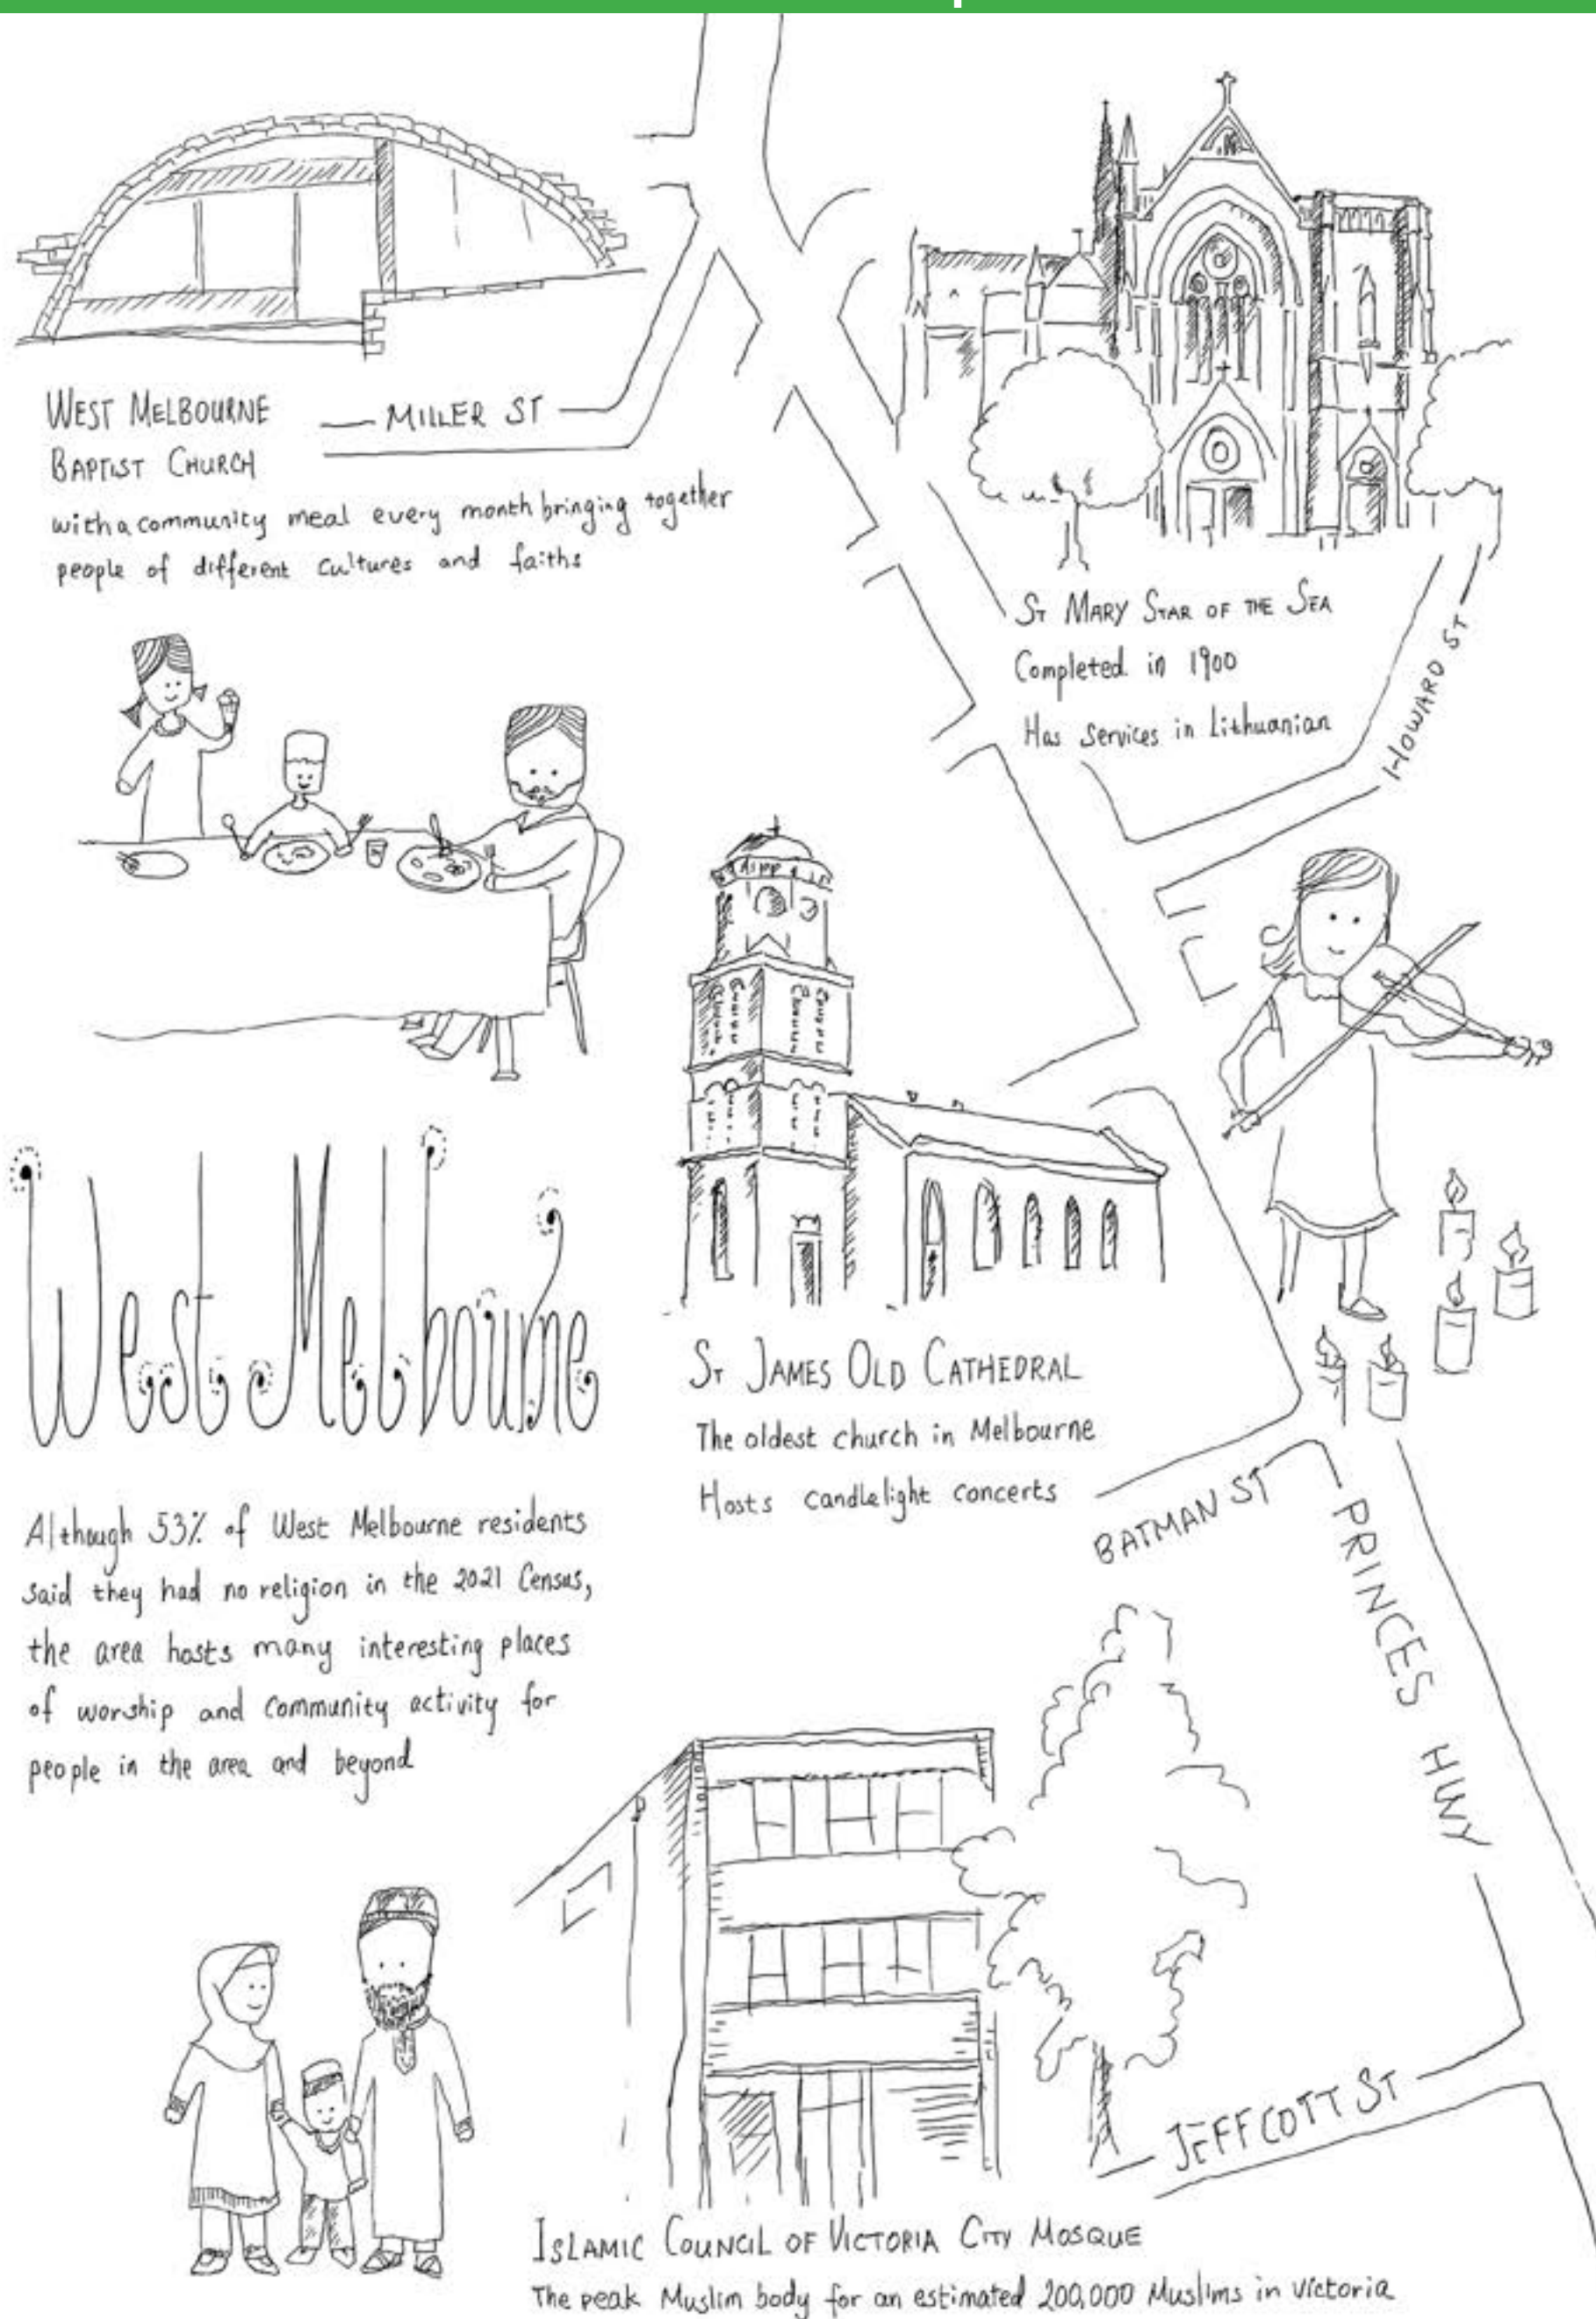 WEST MELBOURNE
BAPTIST CHURCH
with a community meal every month bringing together
people of different cultures and faiths
MILLER ST
ST MARY STAR OF THE SEA
Completed in 1900
Has services in Lithuanian
HOWARD ST
West Melbourne
Although 53% of West Melbourne residents
said they had no religion in the 2021 Census,
the area hosts many interesting places
of worship and community activity for
people in the area and beyond
ST JAMES OLD CATHEDRAL
The oldest church in Melbourne
Hosts candlelight concerts
BATMAN ST
PRINCES HWY
JEFFCOTT ST
ISLAMIC COUNCIL OF VICTORIA CITY MOSQUE
The peak Muslim body for an estimated 200,000 Muslims in Victoria